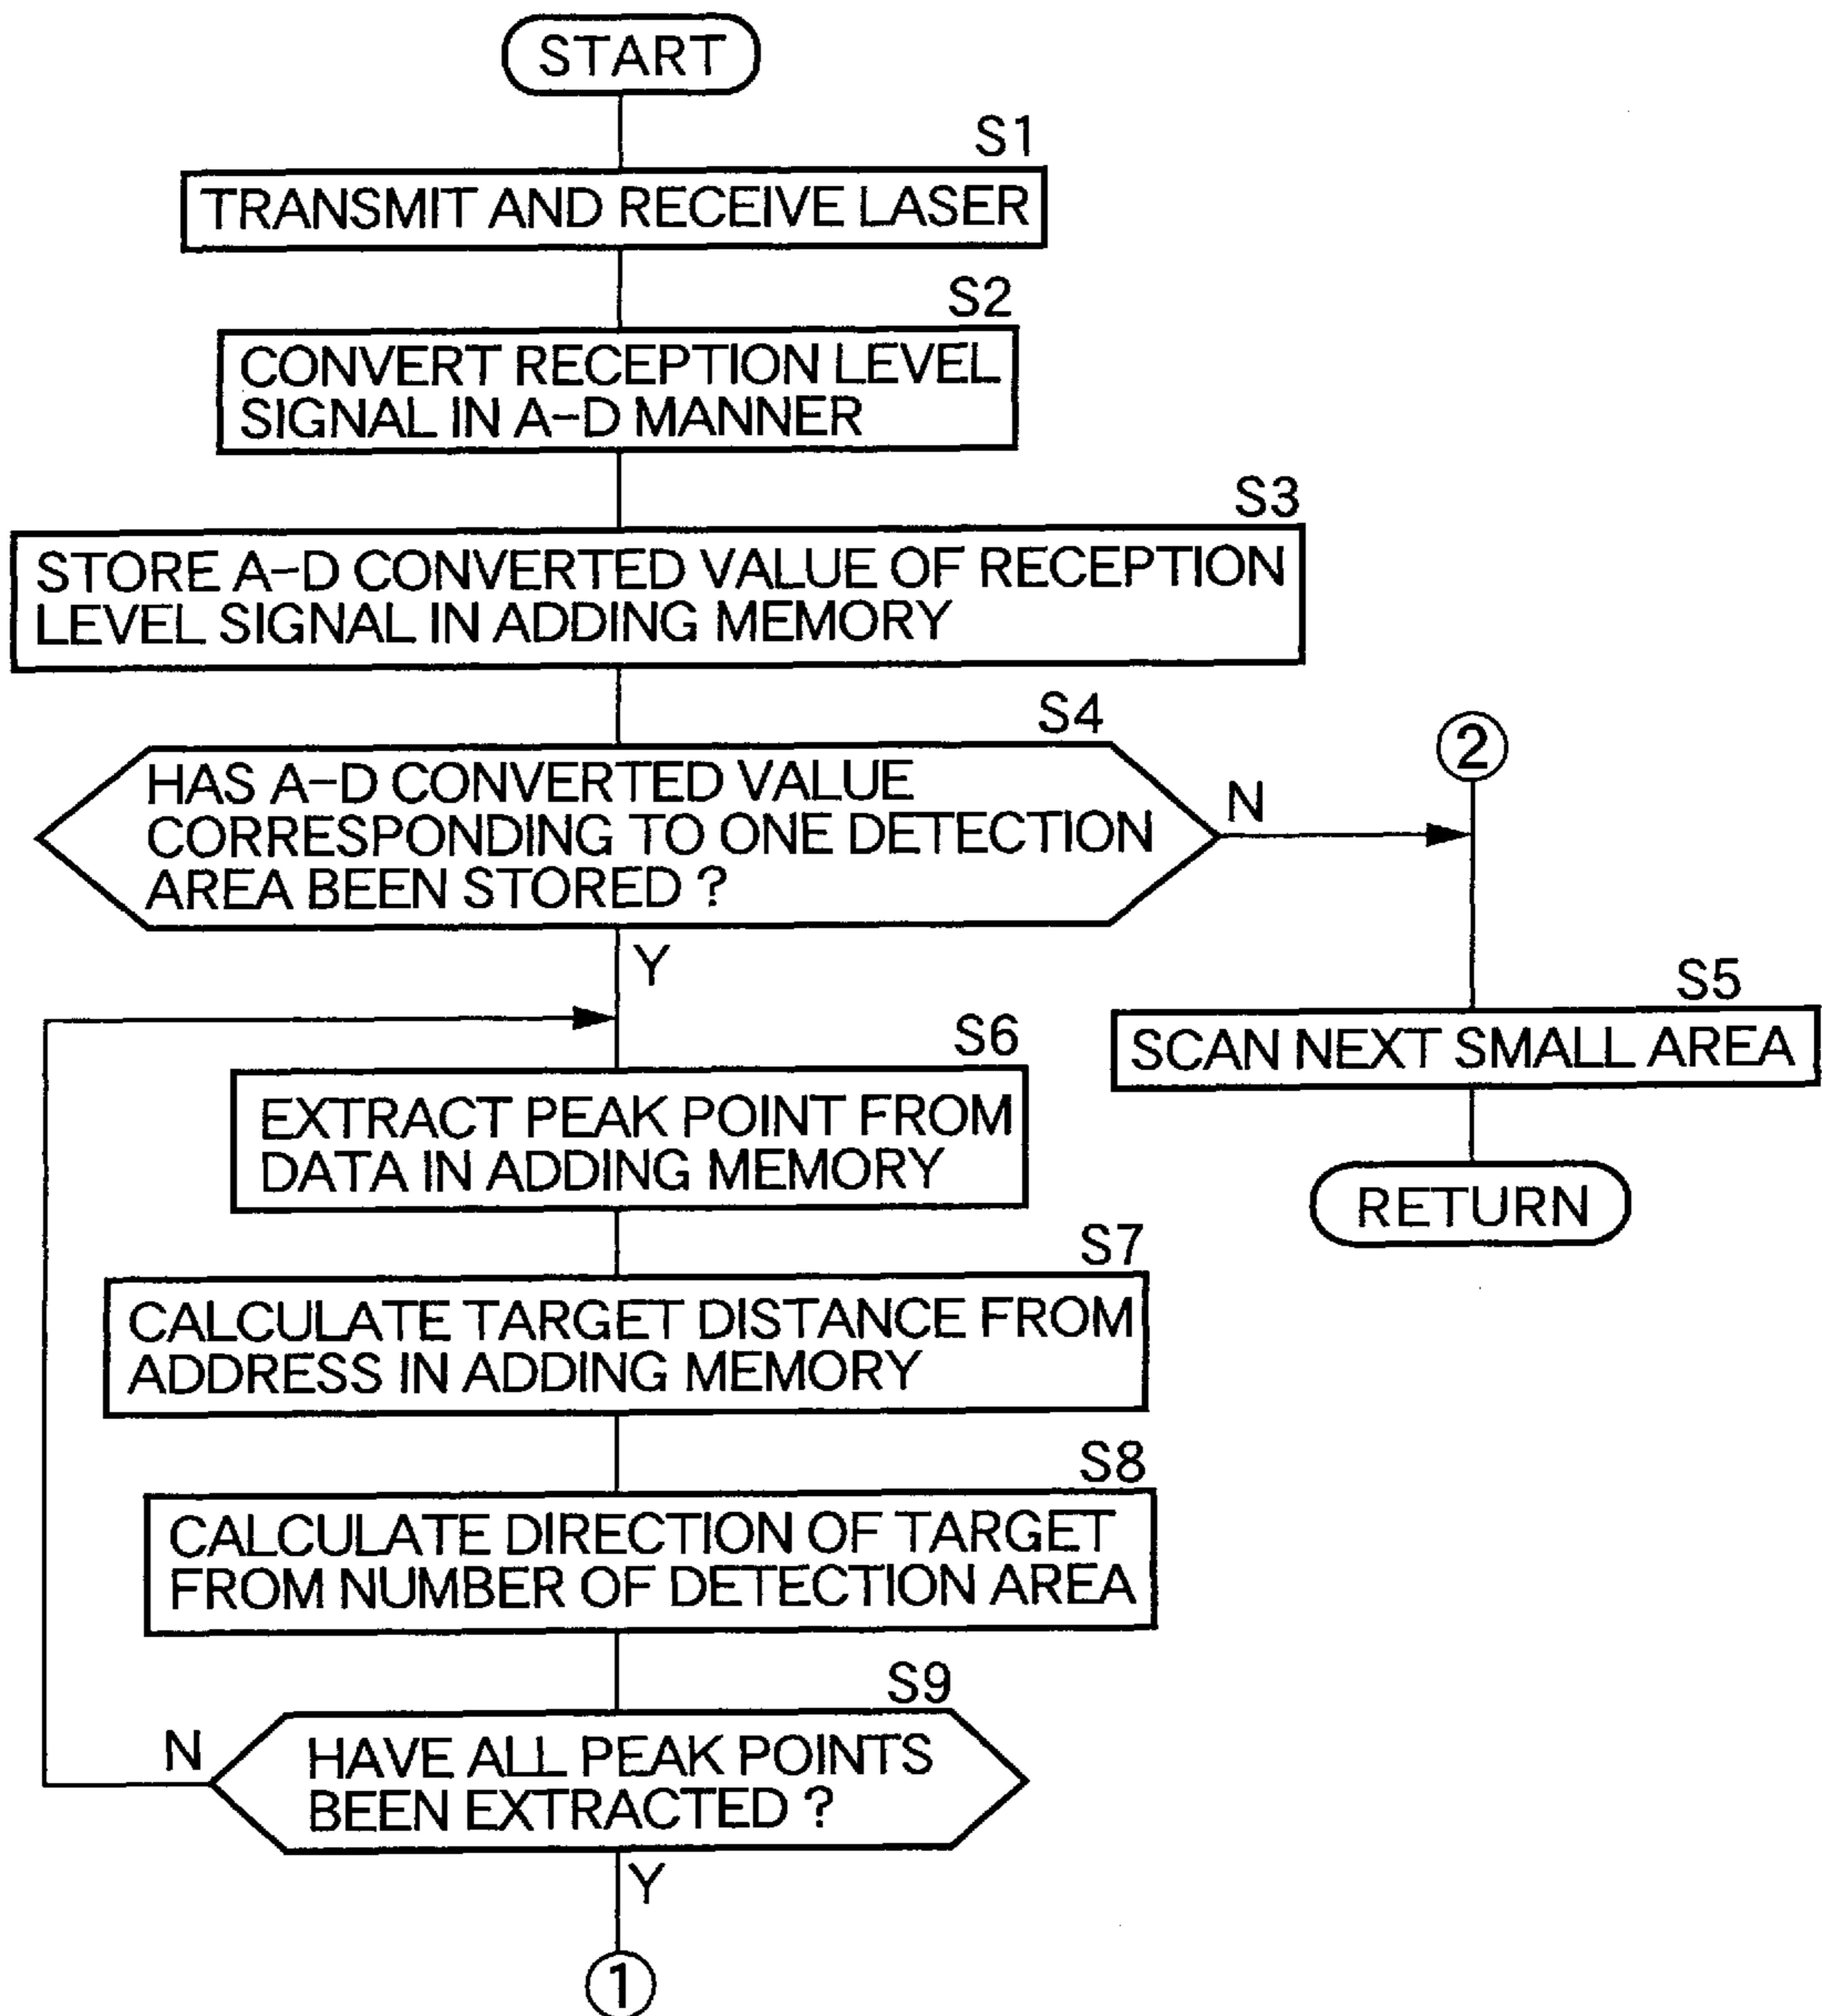 START
S1
TRANSMIT AND RECEIVE LASER
S2
CONVERT RECEPTION LEVEL
SIGNAL IN A-D MANNER
S3
STORE A-D CONVERTED VALUE OF RECEPTION
LEVEL SIGNAL IN ADDING MEMORY
S4
HAS A-D CONVERTED VALUE
CORRESPONDING TO ONE DETECTION
AREA BEEN STORED ?
N
②
Y
S5
SCAN NEXT SMALL AREA
RETURN
S6
EXTRACT PEAK POINT FROM
DATA IN ADDING MEMORY
S7
CALCULATE TARGET DISTANCE FROM
ADDRESS IN ADDING MEMORY
S8
CALCULATE DIRECTION OF TARGET
FROM NUMBER OF DETECTION AREA
S9
N
HAVE ALL PEAK POINTS
BEEN EXTRACTED ?
Y
①